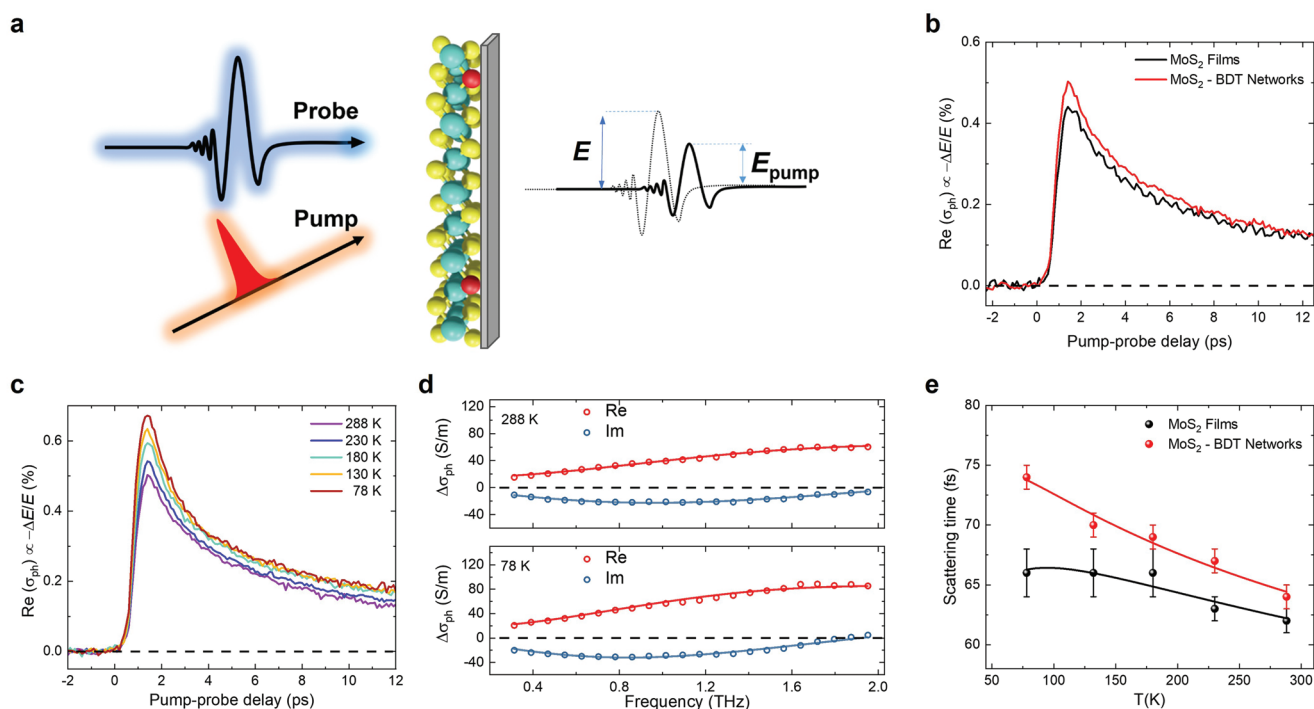 a
Probe
Pump
E
E_pump
b
MoS₂ Films
MoS₂ - BDT Networks
Re (σ_ph) ∝ −ΔE/E (%)
0.6
0.4
0.2
0.0
-2 0 2 4 6 8 10 12
Pump-probe delay (ps)
c
288 K
230 K
180 K
130 K
78 K
Re (σ_ph) ∝ −ΔE/E (%)
0.6
0.4
0.2
0.0
-2 0 2 4 6 8 10 12
Pump-probe delay (ps)
d
288 K
Re
Im
Δσ_ph (S/m)
120
80
40
0
-40
78 K
Re
Im
Δσ_ph (S/m)
120
80
40
0
-40
0.4 0.8 1.2 1.6 2.0
Frequency (THz)
e
MoS₂ Films
MoS₂ - BDT Networks
Scattering time (fs)
85
80
75
70
65
60
50 100 150 200 250 300
T(K)